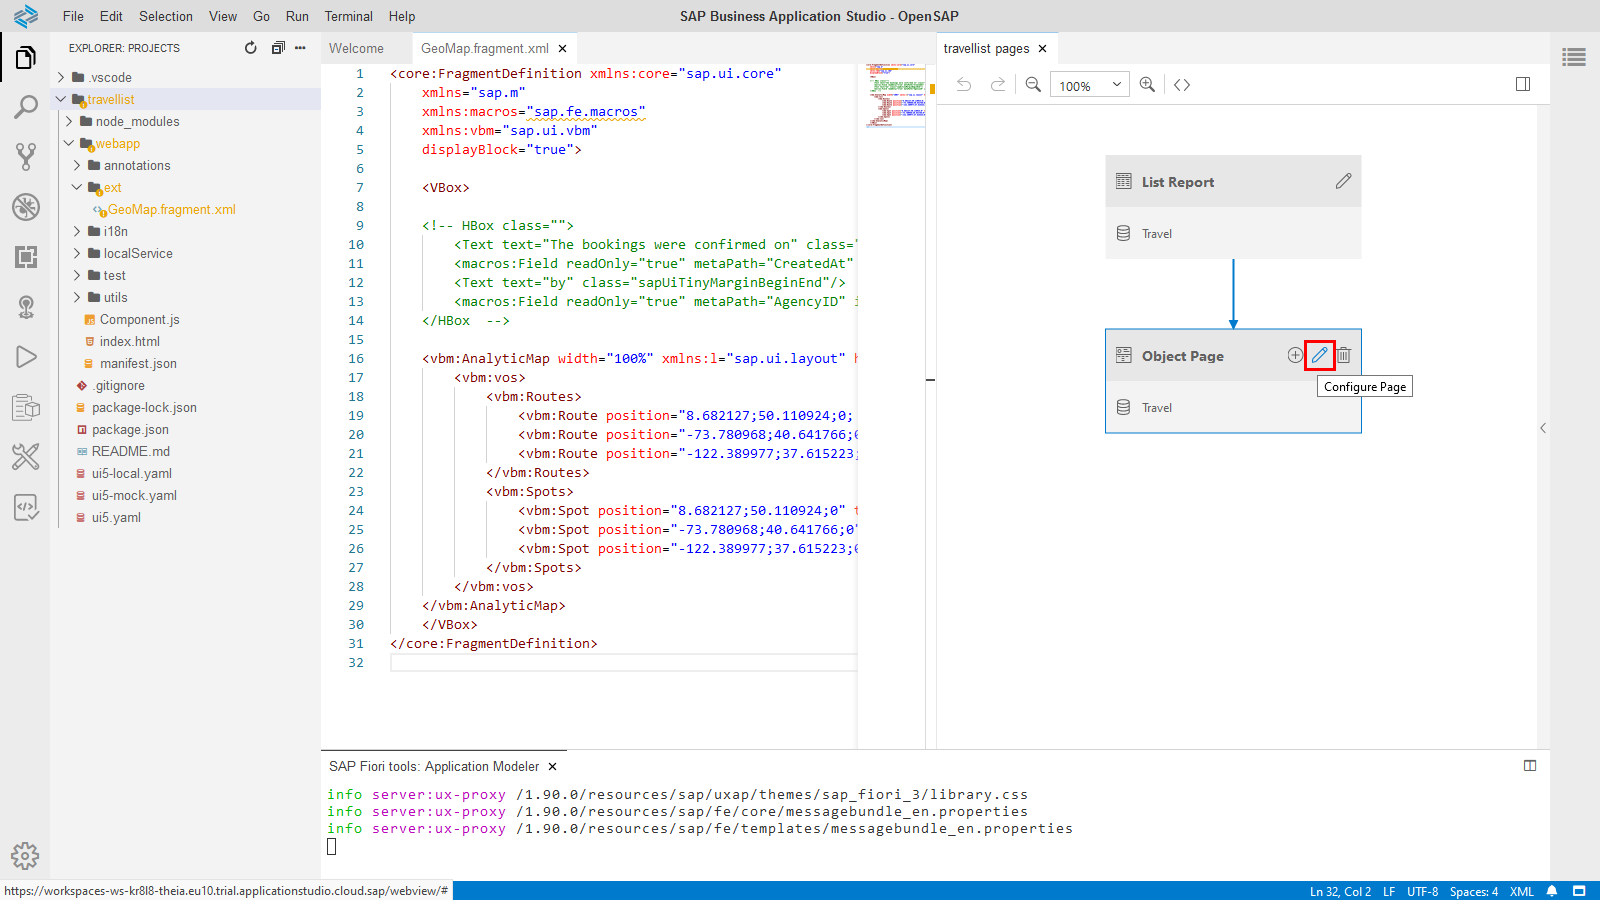 File Edit Selection View Go Run Terminal Help
SAP Business Application Studio - OpenSAP
EXPLORER: PROJECTS
.vscode
travellist
node_modules
webapp
annotations
ext
GeoMap.fragment.xml
i18n
localService
test
utils
Component.js
index.html
manifest.json
.gitignore
package-lock.json
package.json
README.md
ui5-local.yaml
ui5-mock.yaml
ui5.yaml
Welcome
GeoMap.fragment.xml
1 <core:FragmentDefinition xmlns:core="sap.ui.core"
2 xmlns="sap.m"
3 xmlns:macros="sap.fe.macros"
4 xmlns:vbm="sap.ui.vbm"
5 displayBlock="true">
6
7 <VBox>
8
9 <!-- HBox class="">
10 <Text text="The bookings were confirmed on" class="
11 <macros:Field readOnly="true" metaPath="CreatedAt"
12 <Text text="by" class="sapUiTinyMarginBeginEnd"/>
13 <macros:Field readOnly="true" metaPath="AgencyID" i
14 </HBox -->
15
16 <vbm:AnalyticMap width="100%" xmlns:l="sap.ui.layout" h
17 <vbm:vos>
18 <vbm:Routes>
19 <vbm:Route position="8.682127;50.110924;0;
20 <vbm:Route position="-73.780968;40.641766;0
21 <vbm:Route position="-122.389977;37.615223;
22 </vbm:Routes>
23 <vbm:Spots>
24 <vbm:Spot position="8.682127;50.110924;0" t
25 <vbm:Spot position="-73.780968;40.641766;0"
26 <vbm:Spot position="-122.389977;37.615223;0
27 </vbm:Spots>
28 </vbm:vos>
29 </vbm:AnalyticMap>
30 </VBox>
31 </core:FragmentDefinition>
32
travellist pages
100%
List Report
Travel
Object Page
Configure Page
Travel
SAP Fiori tools: Application Modeler
info server:ux-proxy /1.90.0/resources/sap/uxap/themes/sap_fiori_3/library.css
info server:ux-proxy /1.90.0/resources/sap/fe/core/messagebundle_en.properties
info server:ux-proxy /1.90.0/resources/sap/fe/templates/messagebundle_en.properties
https://workspaces-ws-kr8l8-theia.eu10.trial.applicationstudio.cloud.sap/webview/#
Ln 32, Col 2 LF UTF-8 Spaces: 4 XML